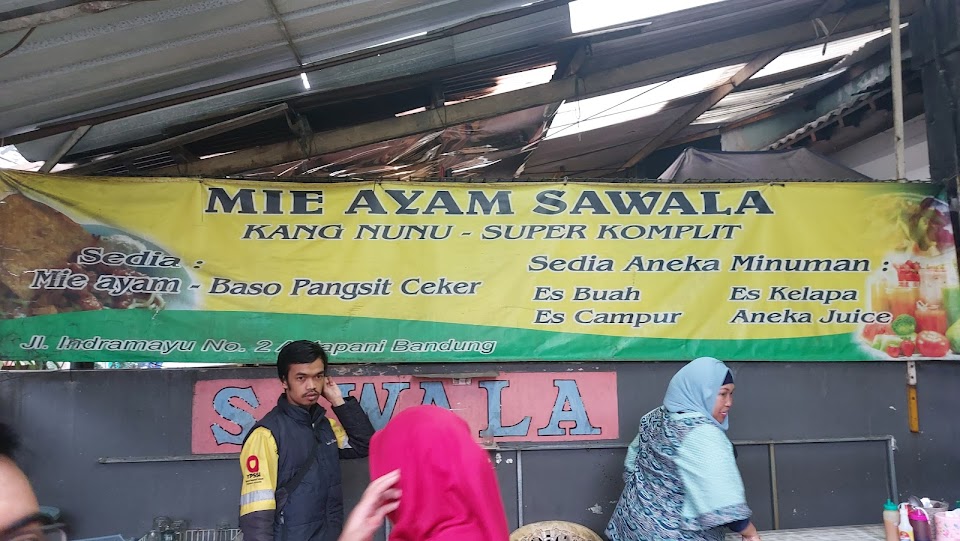 MIE AYAM SAWALA
KANG NUNU - SUPER KOMPLIT
Sedia :
Mie ayam - Baso Pangsit Ceker
Sedia Aneka Minuman :
Es Buah
Es Kelapa
Es Campur
Aneka Juice
Jl. Indramayu No. 2 Bandung
SAWALA